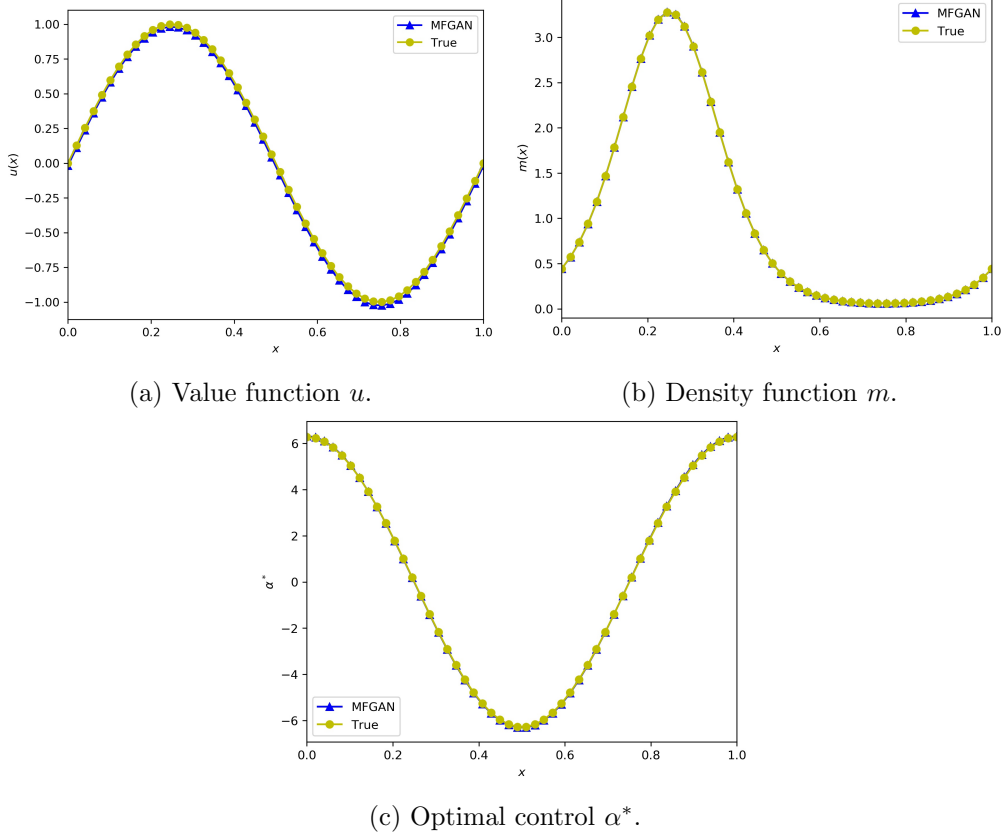 1.00
0.75
0.50
0.25
0.00
−0.25
−0.50
−0.75
−1.00
u(x)
0.0 0.2 0.4 0.6 0.8 1.0
x
MFGAN
True
(a) Value function u.
3.0
2.5
2.0
1.5
1.0
0.5
0.0
m(x)
0.0 0.2 0.4 0.6 0.8 1.0
x
MFGAN
True
(b) Density function m.
6
4
2
0
−2
−4
−6
α*
0.0 0.2 0.4 0.6 0.8 1.0
x
MFGAN
True
(c) Optimal control α*.